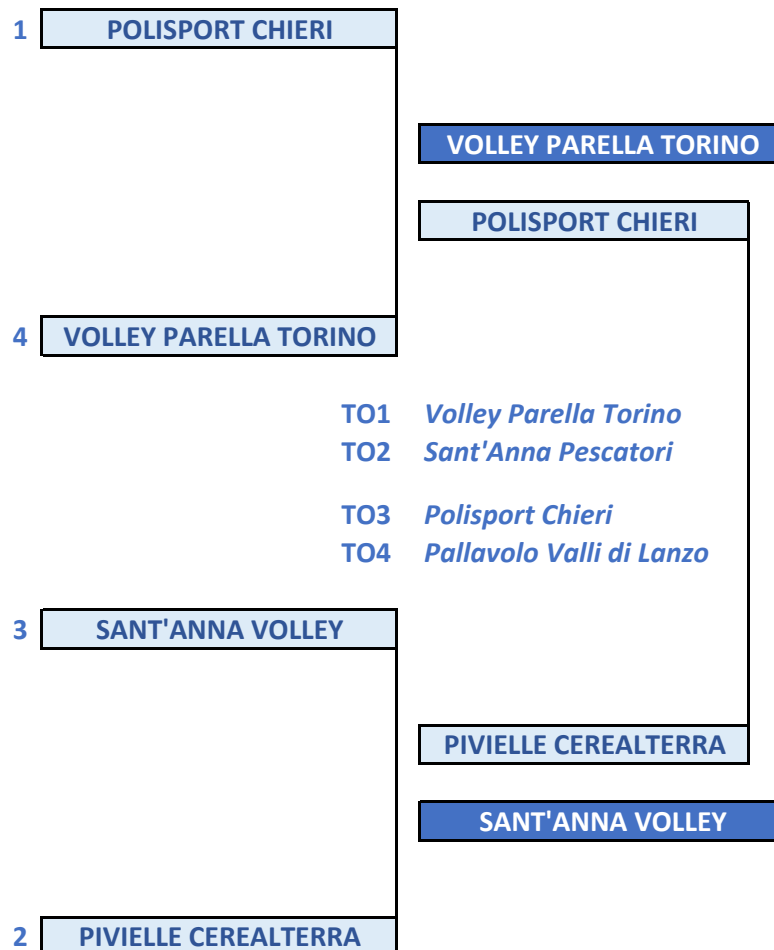 1 POLISPORT CHIERI
VOLLEY PARELLA TORINO
POLISPORT CHIERI
4 VOLLEY PARELLA TORINO
TO1 Volley Parella Torino
TO2 Sant'Anna Pescatori
TO3 Polisport Chieri
TO4 Pallavolo Valli di Lanzo
3 SANT'ANNA VOLLEY
PIVIELLE CEREALTERRA
SANT'ANNA VOLLEY
2 PIVIELLE CEREALTERRA